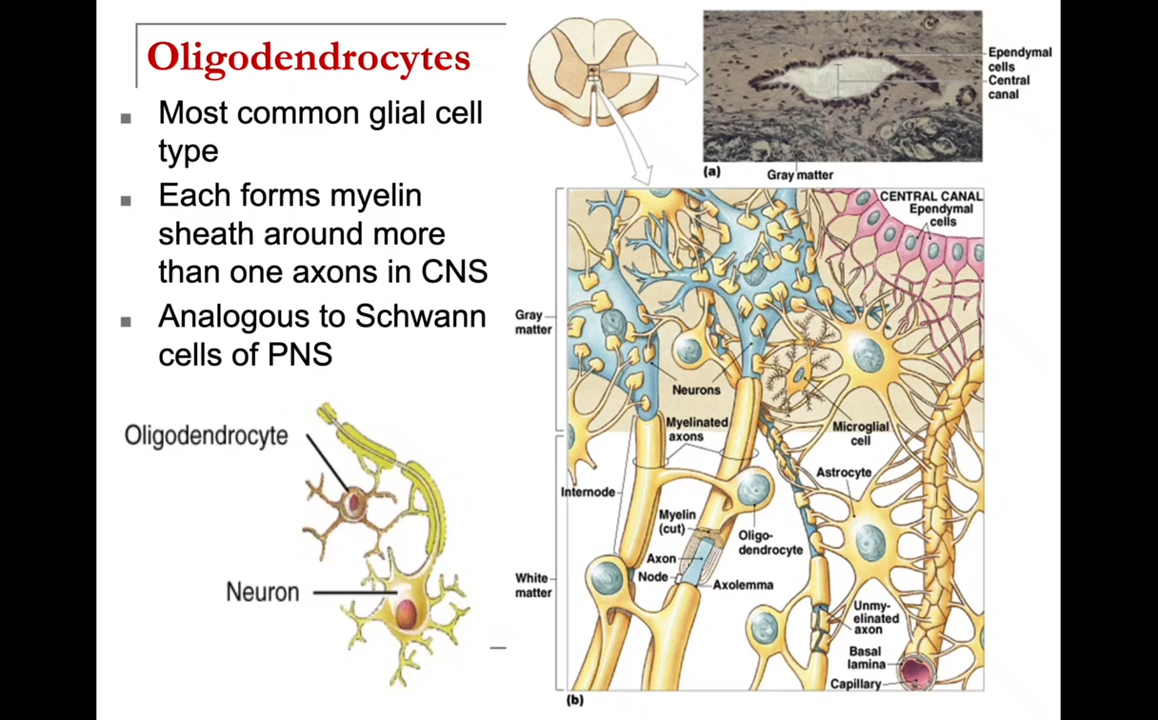 Oligodendrocytes
Most common glial cell
type
Each forms myelin
sheath around more
than one axons in CNS
Analogous to Schwann
cells of PNS
Oligodendrocyte
Neuron
Ependymal
cells
Central
canal
(a)
Gray matter
CENTRAL CANAL
Ependymal
cells
Gray
matter
Neurons
Myelinated
axons
Microglial
cell
Astrocyte
Internode
Myelin
(cut)
Oligo-
dendrocyte
Axon
Node
Axolemma
White
matter
Unmy-
elinated
axon
Basal
lamina
Capillary
(b)